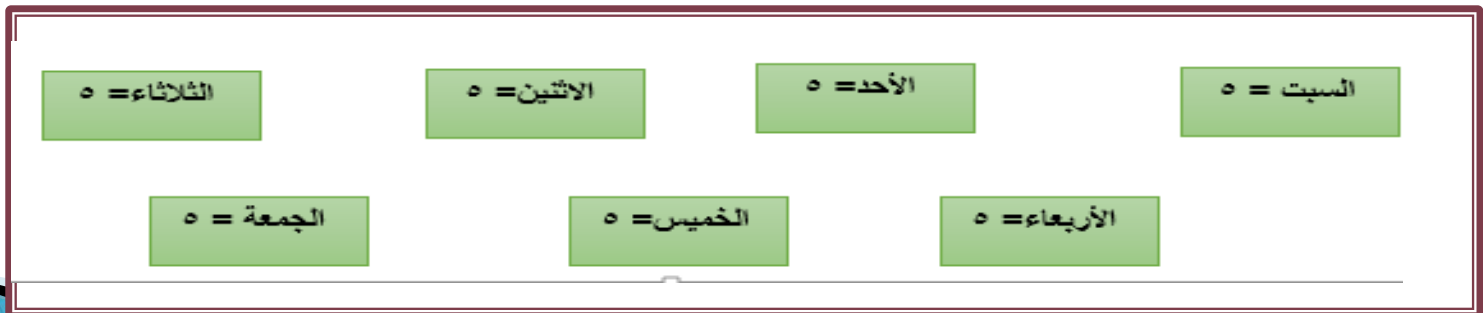 السبت = ٥
الأحد= ٥
الاثنين= ٥
الثلاثاء= ٥
الأربعاء= ٥
الخميس= ٥
الجمعة = ٥